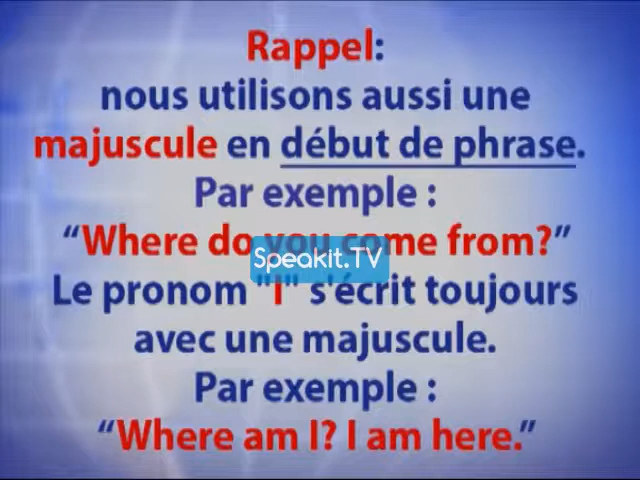 Rappel:
nous utilisons aussi une
majuscule en début de phrase.
Par exemple :
“Where do you come from?”
Speakit.TV
Le pronom "I" s'écrit toujours
avec une majuscule.
Par exemple :
“Where am I? I am here.”